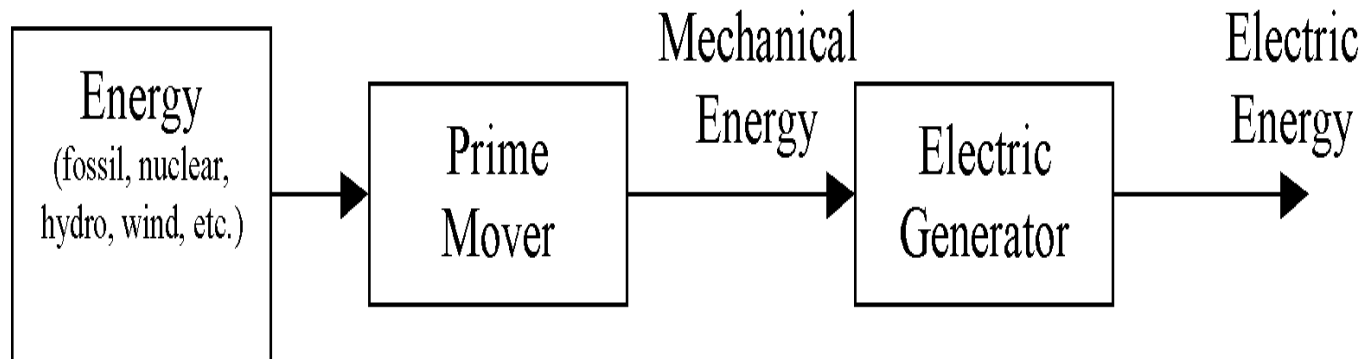 Energy
(fossil, nuclear,
hydro, wind, etc.)
Prime
Mover
Mechanical
Energy
Electric
Generator
Electric
Energy